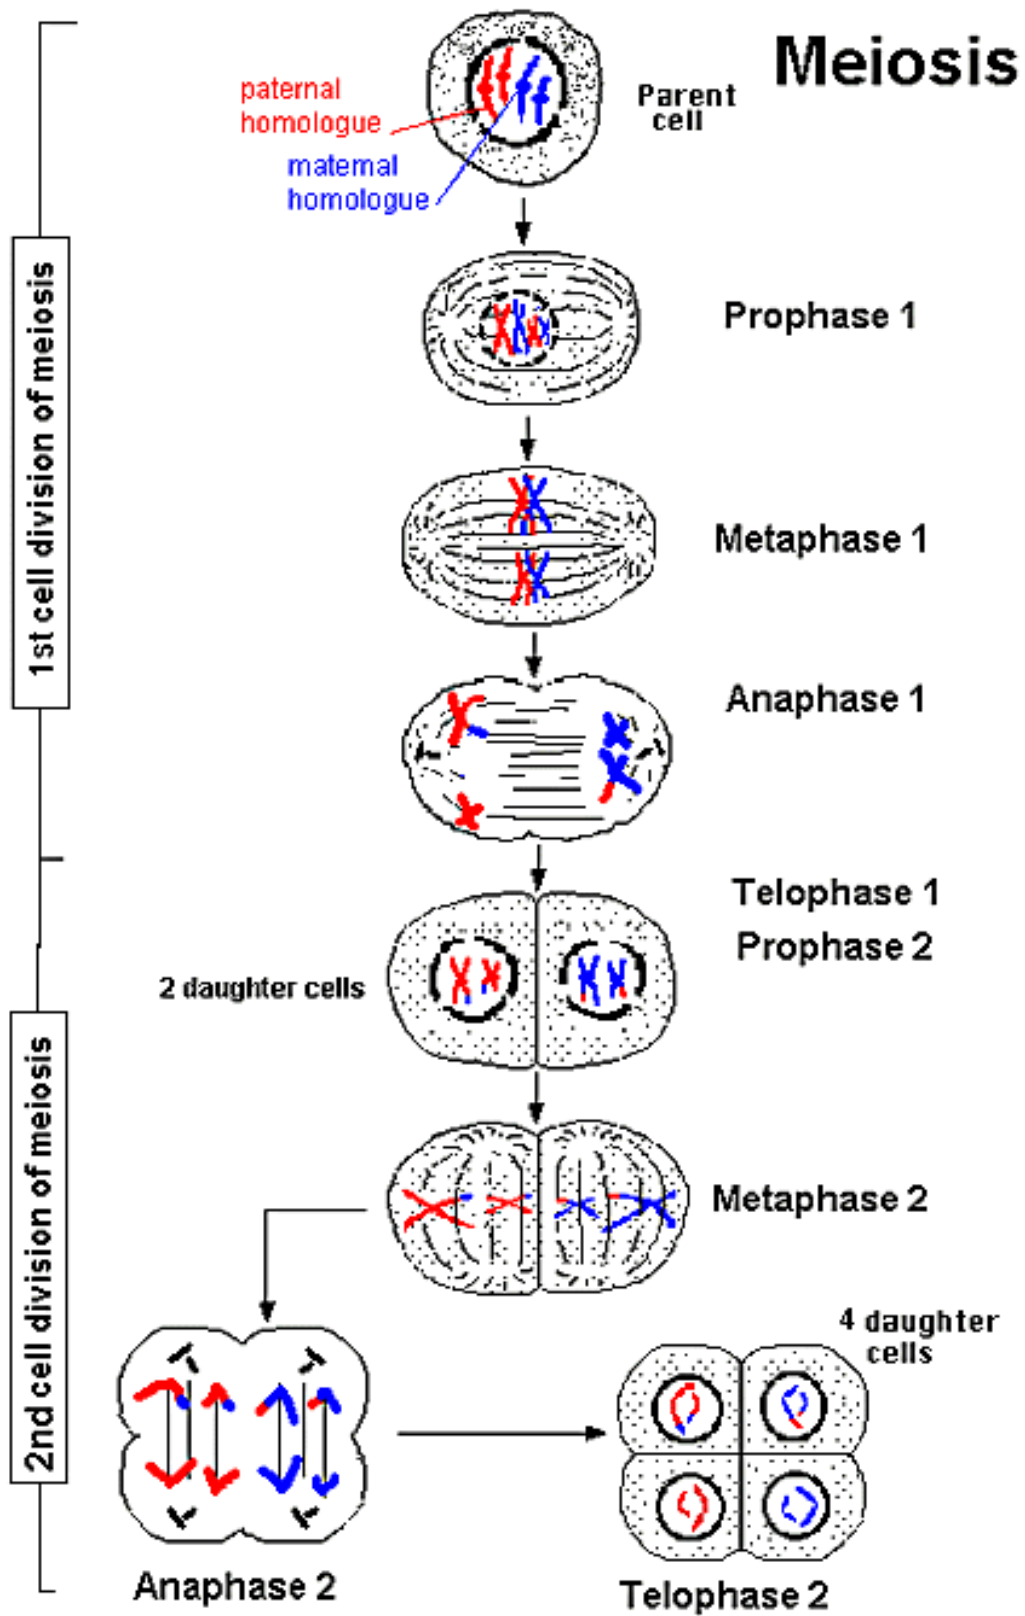 Meiosis
paternal
homologue
maternal
homologue
Parent
cell
1st cell division of meiosis
Prophase 1
Metaphase 1
Anaphase 1
Telophase 1
Prophase 2
2 daughter cells
2nd cell division of meiosis
Metaphase 2
4 daughter
cells
Anaphase 2
Telophase 2